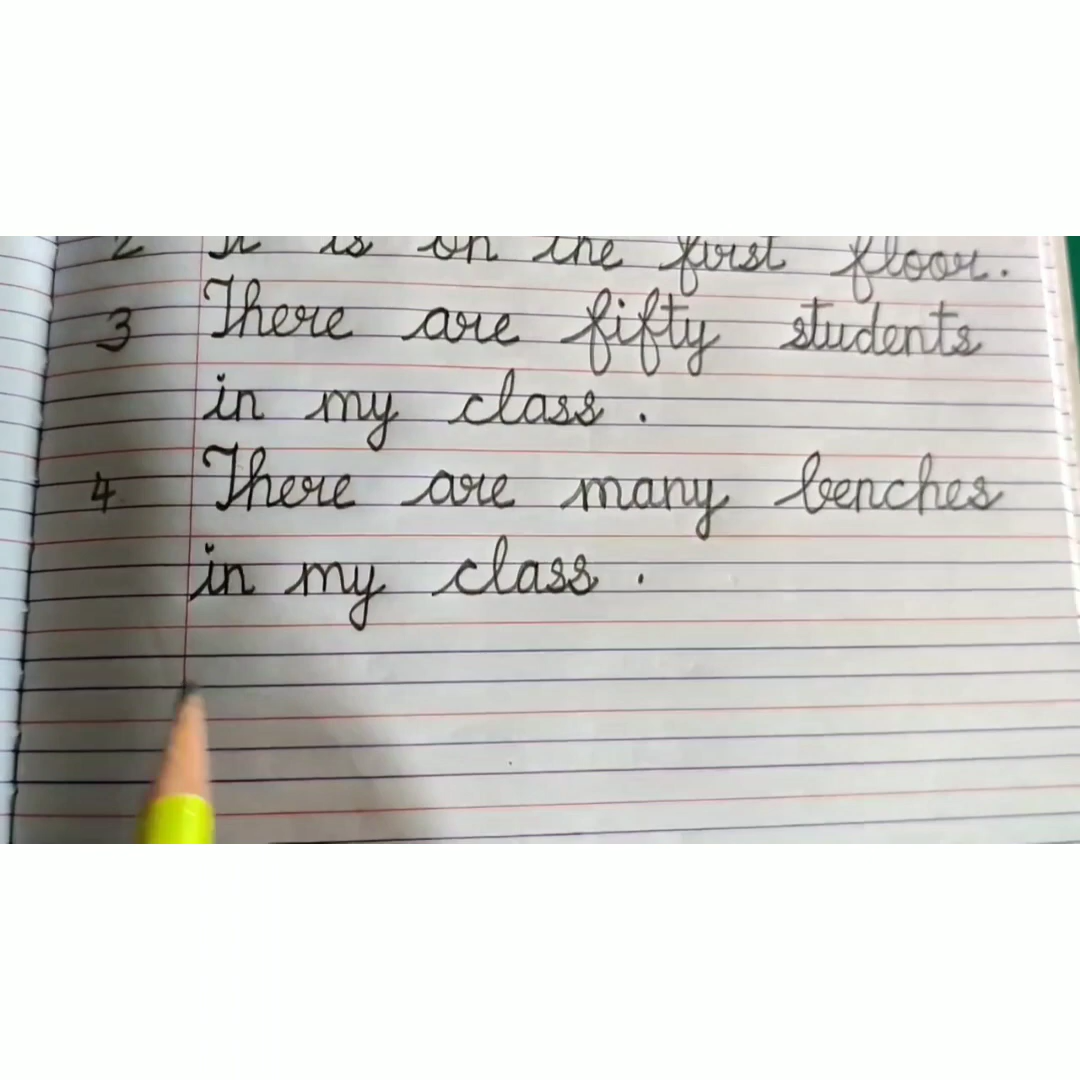 2 It is on the first floor.
3 There are fifty students
in my class.
4 There are many benches
in my class.